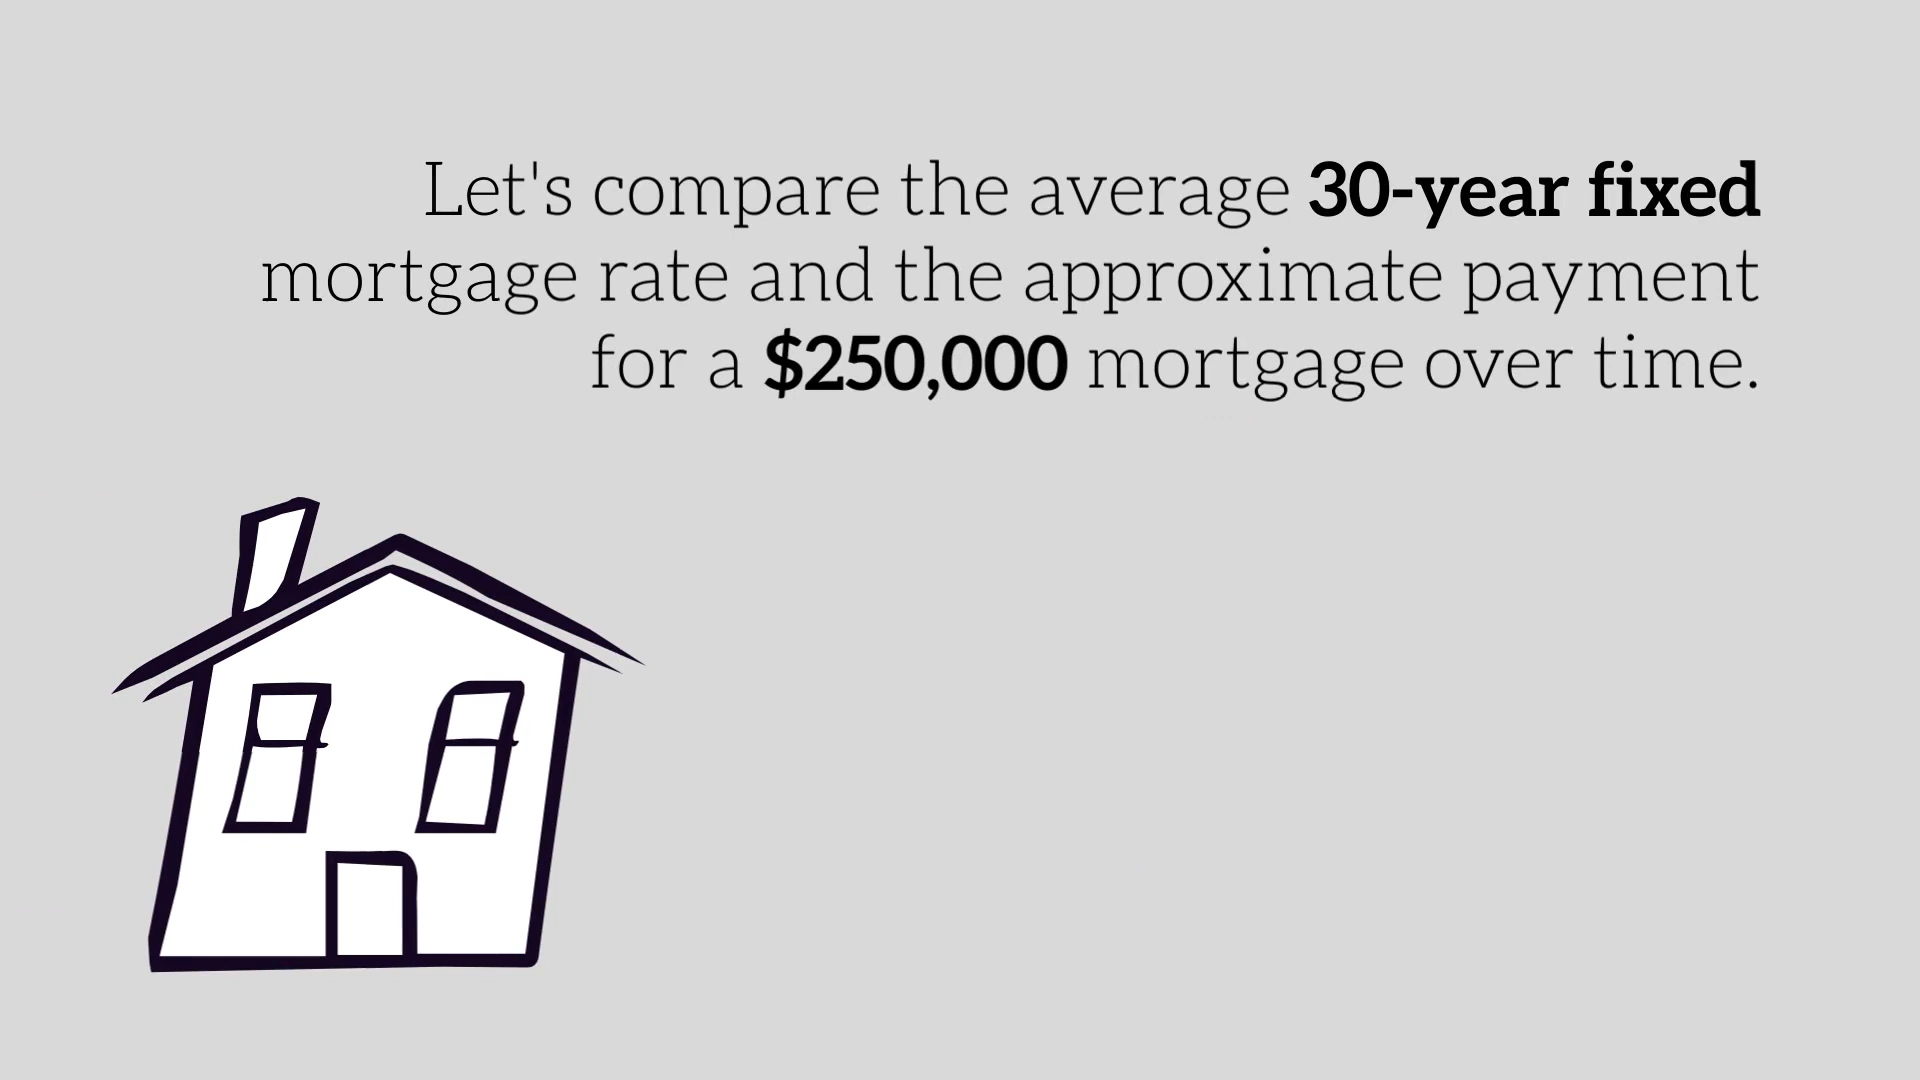 Let's compare the average 30-year fixed
mortgage rate and the approximate payment
for a $250,000 mortgage over time.